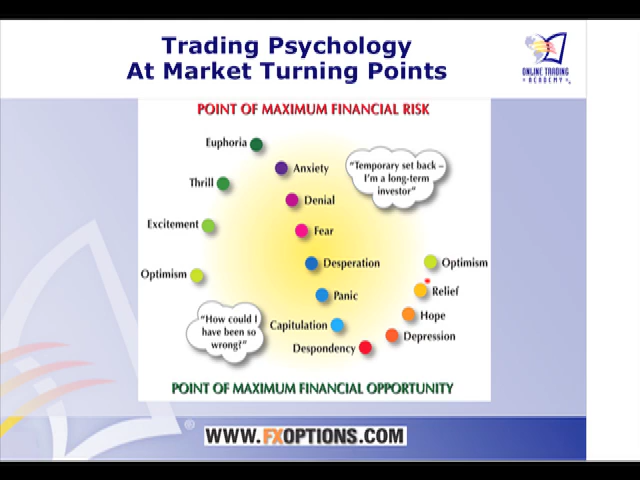 Trading Psychology
At Market Turning Points
ONLINE TRADING
ACADEMY
POINT OF MAXIMUM FINANCIAL RISK
Euphoria
Anxiety
"Temporary set back –
I'm a long-term
investor"
Thrill
Denial
Excitement
Fear
Desperation
Optimism
Optimism
Panic
Relief
"How could I
have been so
wrong?"
Capitulation
Hope
Depression
Despondency
POINT OF MAXIMUM FINANCIAL OPPORTUNITY
®
WWW.FXOPTIONS.COM